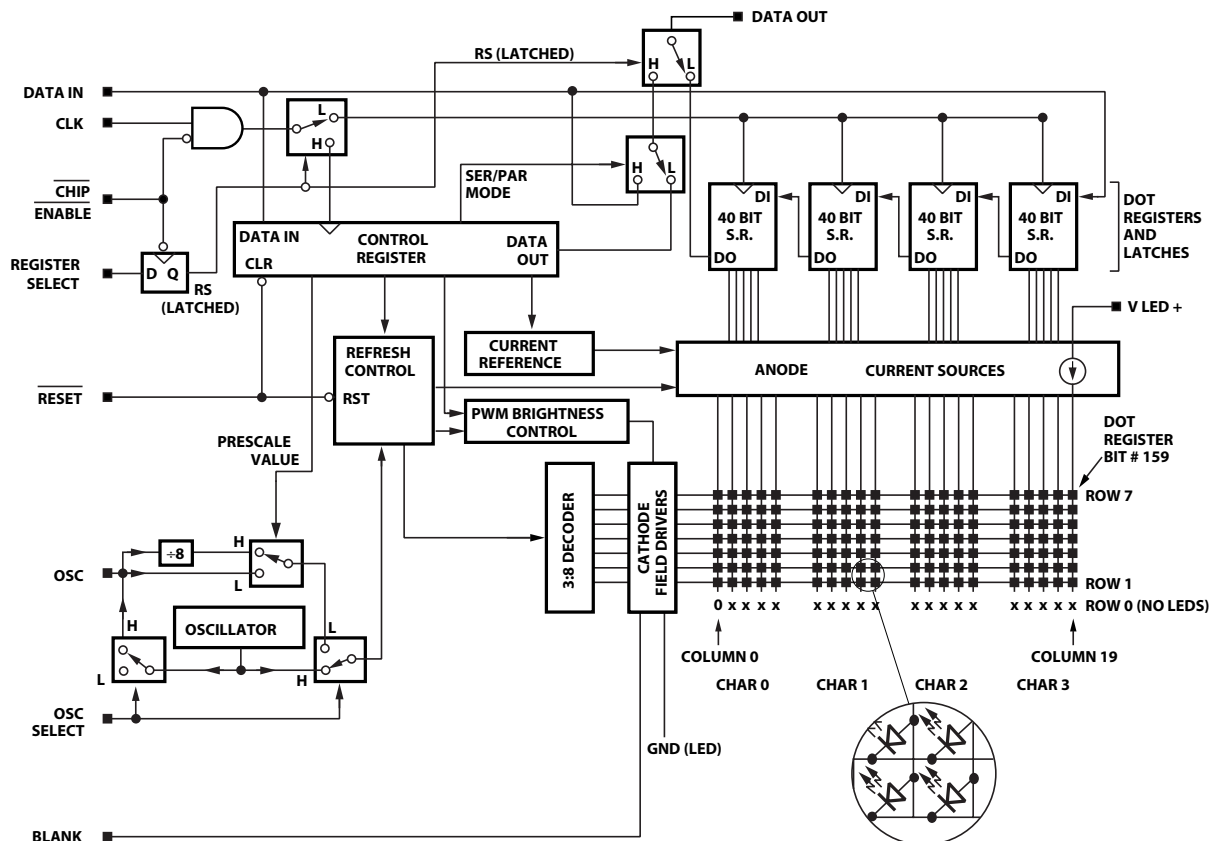 DATA OUT
RS (LATCHED)
H
L
DATA IN
CLK
L
H
CHIP
ENABLE
SER/PAR
MODE
H
L
DI
DI
DI
DI
40 BIT
S.R.
40 BIT
S.R.
40 BIT
S.R.
40 BIT
S.R.
DO
DO
DO
DO
DOT
REGISTERS
AND
LATCHES
DATA IN
CONTROL
REGISTER
DATA
OUT
CLR
REGISTER
SELECT
D Q
RS
(LATCHED)
V LED +
REFRESH
CONTROL
RST
CURRENT
REFERENCE
ANODE
CURRENT SOURCES
RESET
PWM BRIGHTNESS
CONTROL
PRESCALE
VALUE
DOT
REGISTER
BIT # 159
ROW 7
3:8 DECODER
CATHODE
FIELD DRIVERS
÷8
H
L
OSC
ROW 1
0 x x x x
x x x x x
x x x x x
x x x x x
ROW 0 (NO LEDS)
OSCILLATOR
H
L
L
H
COLUMN 0
COLUMN 19
CHAR 0
CHAR 1
CHAR 2
CHAR 3
OSC
SELECT
GND (LED)
BLANK